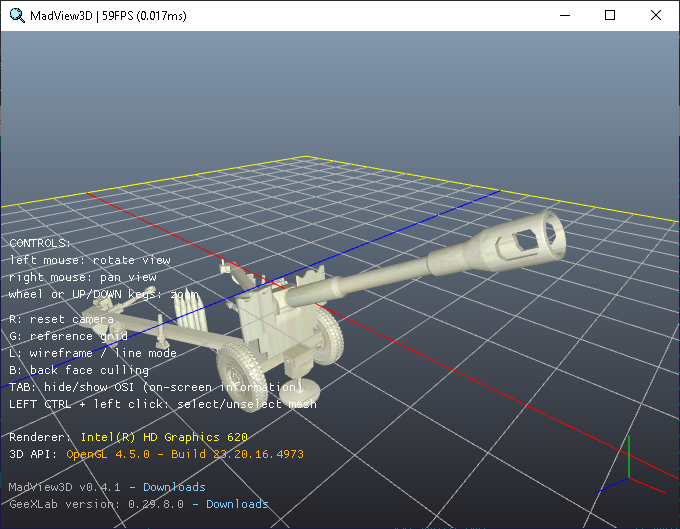 MadView3D | 59FPS (0.017ms)
CONTROLS:
left mouse: rotate view
right mouse: pan view
wheel or UP/DOWN keys: zoom
R: reset camera
G: reference grid
L: wireframe / line mode
B: back face culling
TAB: hide/show OSI (on-screen information)
LEFT CTRL + left click: select/unselect mesh
Renderer: Intel(R) HD Graphics 620
3D API: OpenGL 4.5.0 - Build 23.20.16.4973
MadView3D v0.4.1 - Downloads
GeeXLab version: 0.29.8.0 - Downloads